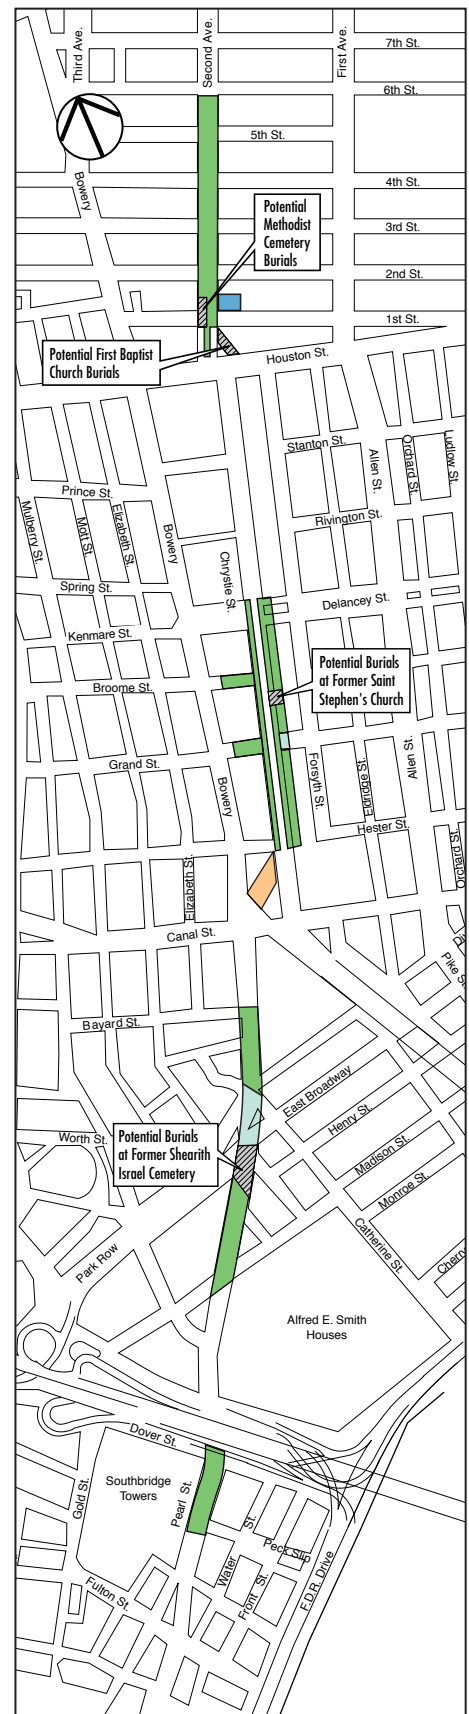 Third Ave.
Second Ave.
First Ave.
7th St.
6th St.
5th St.
4th St.
Bowery
3rd St.
Potential
Methodist
Cemetery
Burials
2nd St.
1st St.
Potential First Baptist
Church Burials
Houston St.
Stanton St.
Allen St.
Orchard St.
Ludlow St.
Prince St.
Mulberry St.
Mott St.
Elizabeth St.
Bowery
Rivington St.
Chrystie St.
Spring St.
Delancey St.
Kenmare St.
Broome St.
Potential Burials
at Former Saint
Stephen's Church
Grand St.
Bowery
Forsyth St.
Eldridge St.
Allen St.
Hester St.
Orchard St.
Elizabeth St.
Canal St.
Pike S
Bayard St.
East Broadway
Henry St.
Madison St.
Monroe St.
Worth St.
Potential Burials
at Former Shearith
Israel Cemetery
Catherine St.
Cherry
Park Row
Alfred E. Smith
Houses
Dover St.
Southbridge
Towers
Gold St.
Pearl St.
Water
St.
Peck Slip
Front St.
F.D.R. Drive
Fulton St.